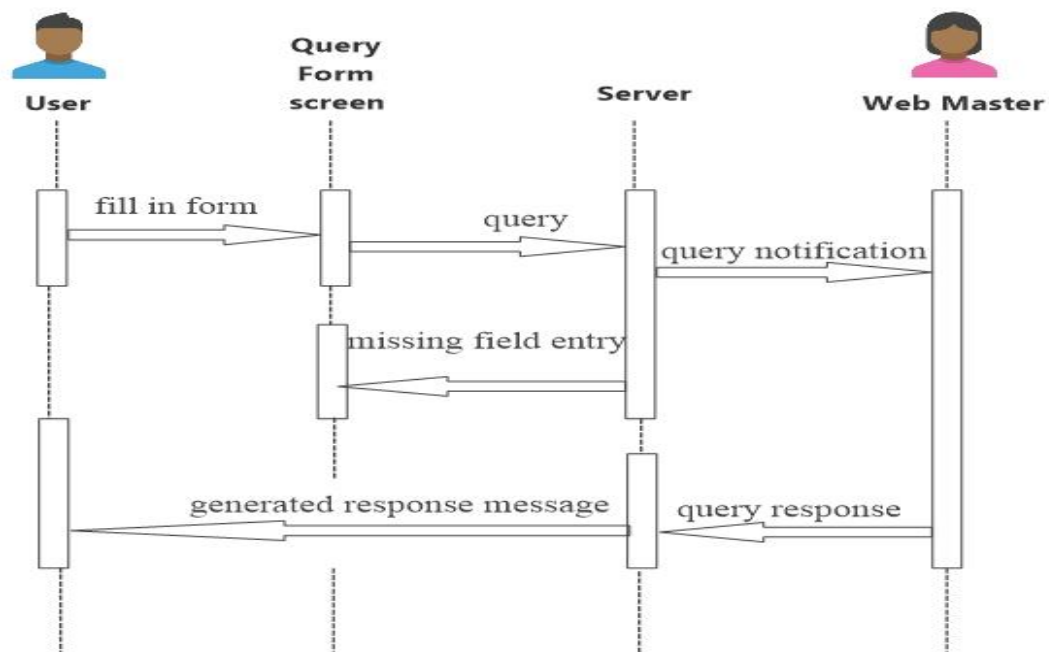 User
Query
Form
screen
Server
Web Master
fill in form
query
query notification
missing field entry
generated response message
query response